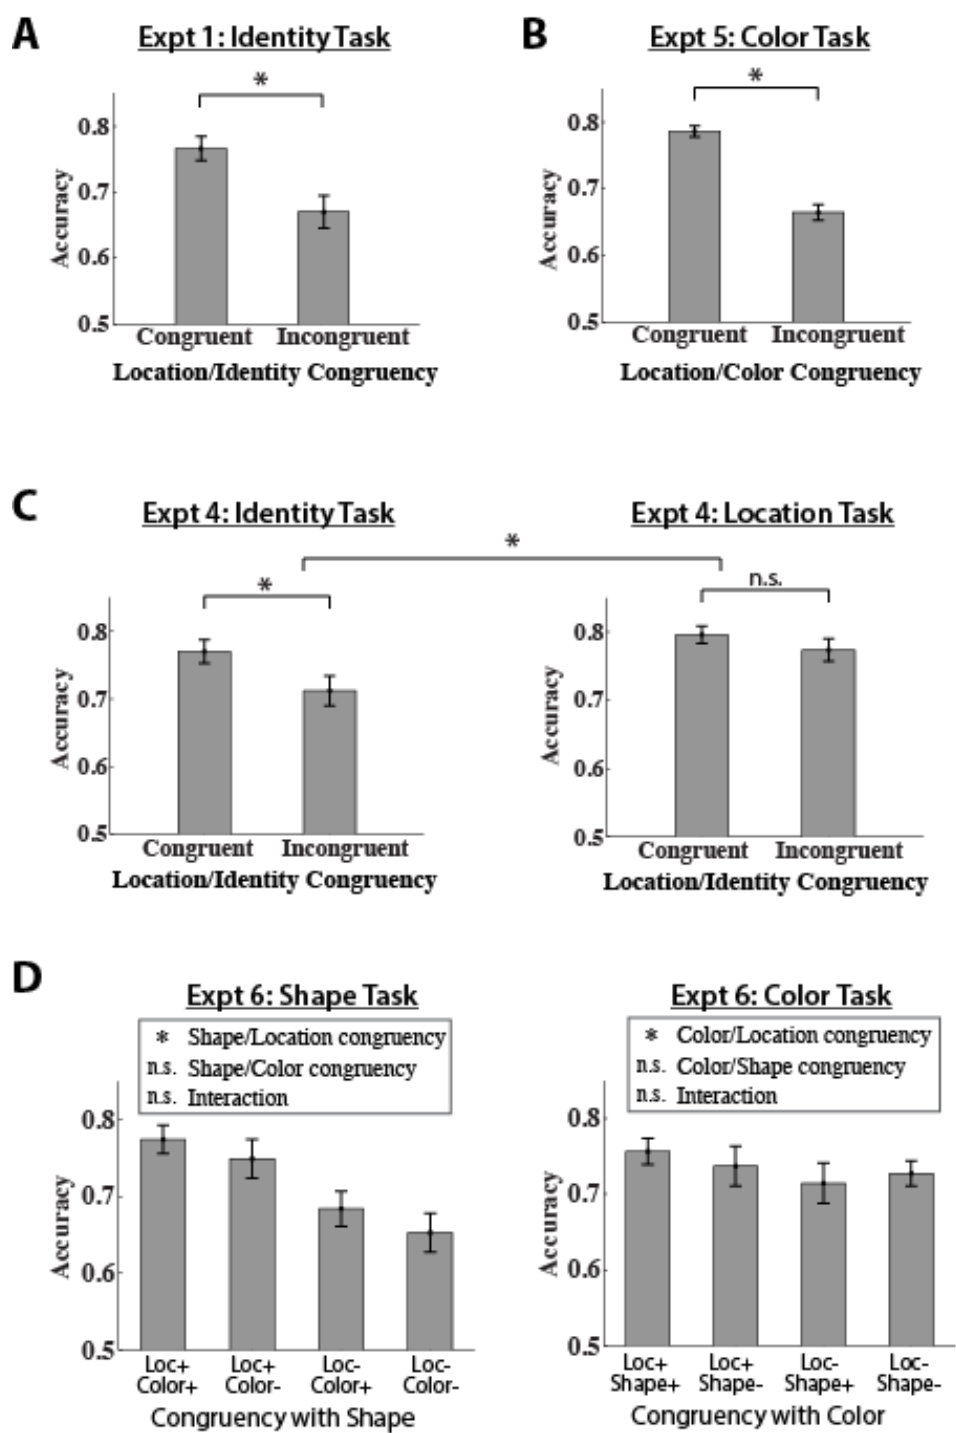 A
Expt 1: Identity Task
*
0.8
0.7
0.6
0.5
Accuracy
Congruent Incongruent
Location/Identity Congruency
B
Expt 5: Color Task
*
0.8
0.7
0.6
0.5
Accuracy
Congruent Incongruent
Location/Color Congruency
C
Expt 4: Identity Task
*
*
0.8
0.7
0.6
0.5
Accuracy
Congruent Incongruent
Location/Identity Congruency
Expt 4: Location Task
n.s.
0.8
0.7
0.6
0.5
Accuracy
Congruent Incongruent
Location/Identity Congruency
D
Expt 6: Shape Task
* Shape/Location congruency
n.s. Shape/Color congruency
n.s. Interaction
0.8
0.7
0.6
0.5
Accuracy
Loc+ Loc+ Loc- Loc-
Color+ Color- Color+ Color-
Congruency with Shape
Expt 6: Color Task
* Color/Location congruency
n.s. Color/Shape congruency
n.s. Interaction
0.8
0.7
0.6
0.5
Accuracy
Loc+ Loc+ Loc- Loc-
Shape+ Shape- Shape+ Shape-
Congruency with Color